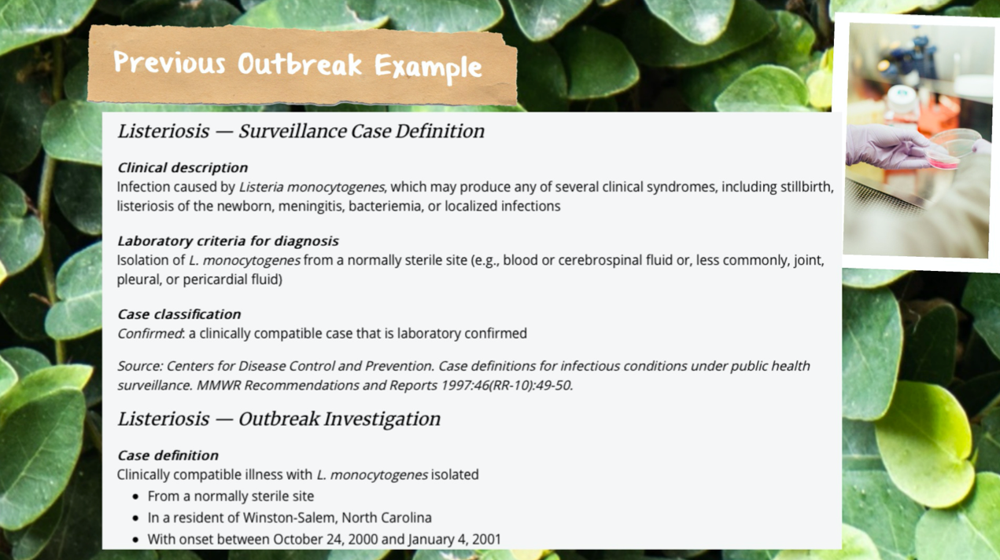 Previous Outbreak Example
Listeriosis — Surveillance Case Definition
Clinical description
Infection caused by Listeria monocytogenes, which may produce any of several clinical syndromes, including stillbirth,
listeriosis of the newborn, meningitis, bacteriemia, or localized infections
Laboratory criteria for diagnosis
Isolation of L. monocytogenes from a normally sterile site (e.g., blood or cerebrospinal fluid or, less commonly, joint,
pleural, or pericardial fluid)
Case classification
Confirmed: a clinically compatible case that is laboratory confirmed
Source: Centers for Disease Control and Prevention. Case definitions for infectious conditions under public health
surveillance. MMWR Recommendations and Reports 1997:46(RR-10):49-50.
Listeriosis — Outbreak Investigation
Case definition
Clinically compatible illness with L. monocytogenes isolated
• From a normally sterile site
• In a resident of Winston-Salem, North Carolina
• With onset between October 24, 2000 and January 4, 2001